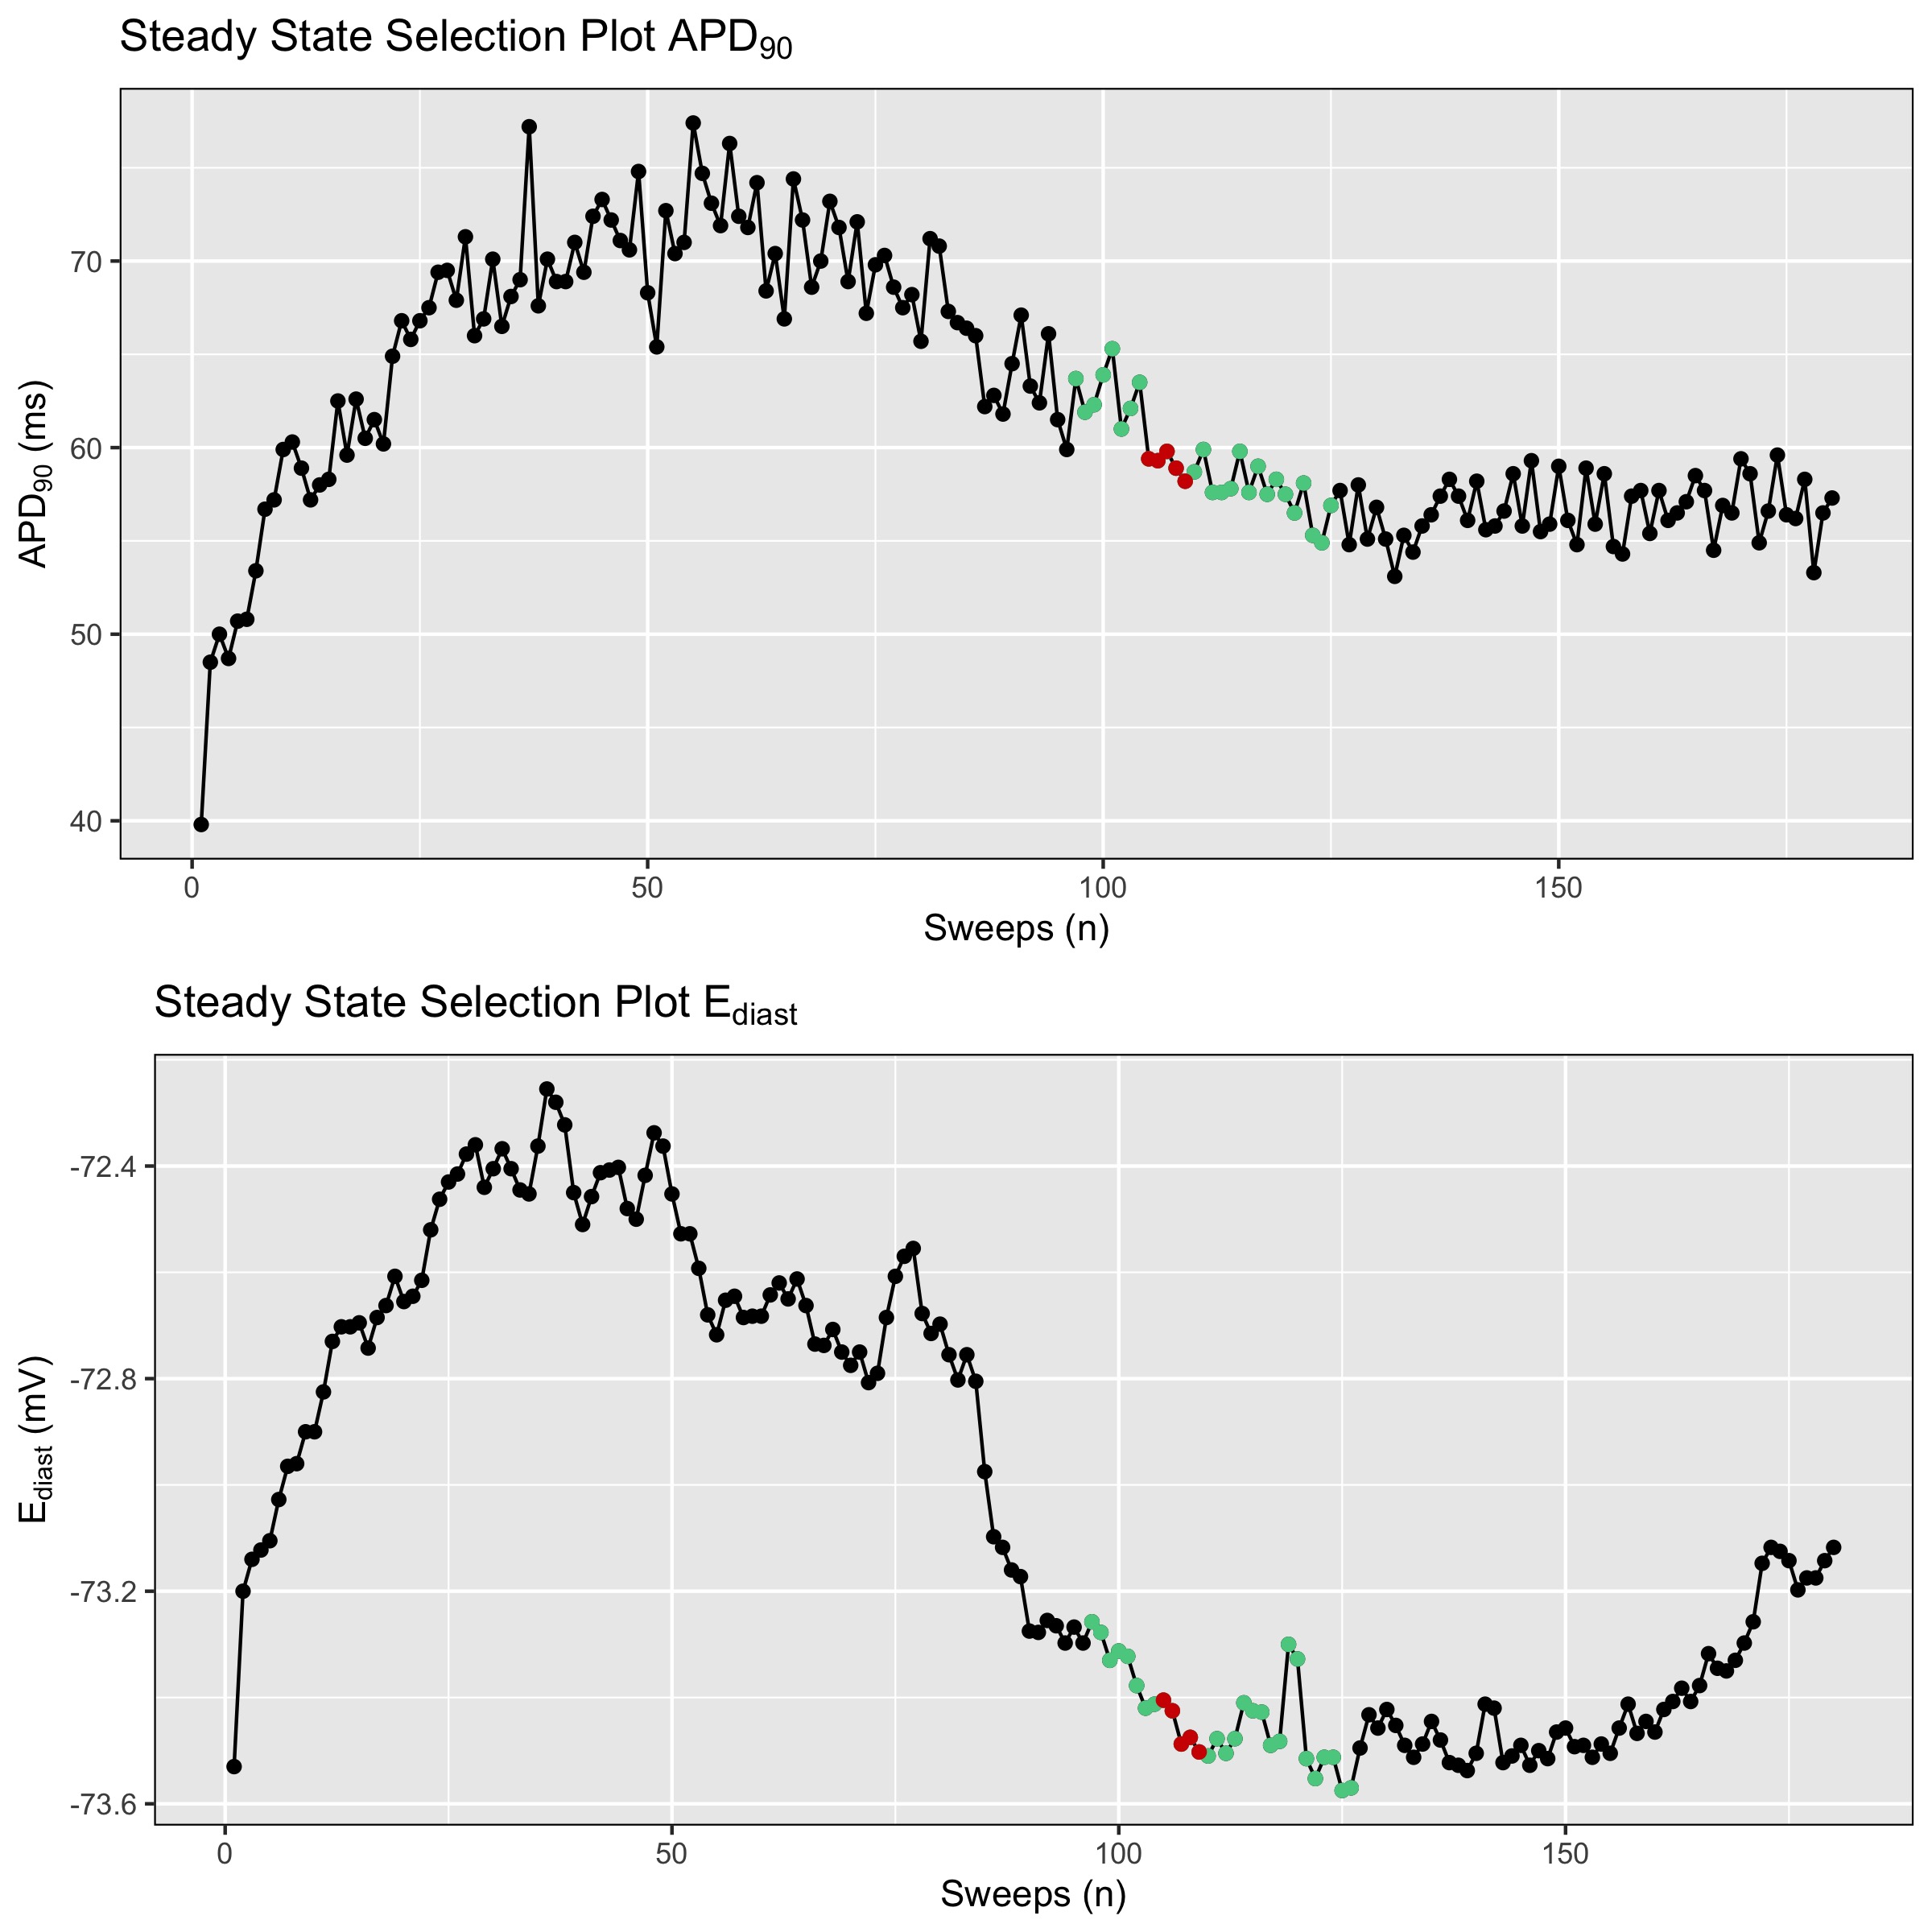 Steady State Selection Plot APD90
70
60
50
40
APD90 (ms)
0 50 100 150
Sweeps (n)
Steady State Selection Plot Ediast
-72.4
-72.8
-73.2
-73.6
Ediast (mV)
0 50 100 150
Sweeps (n)